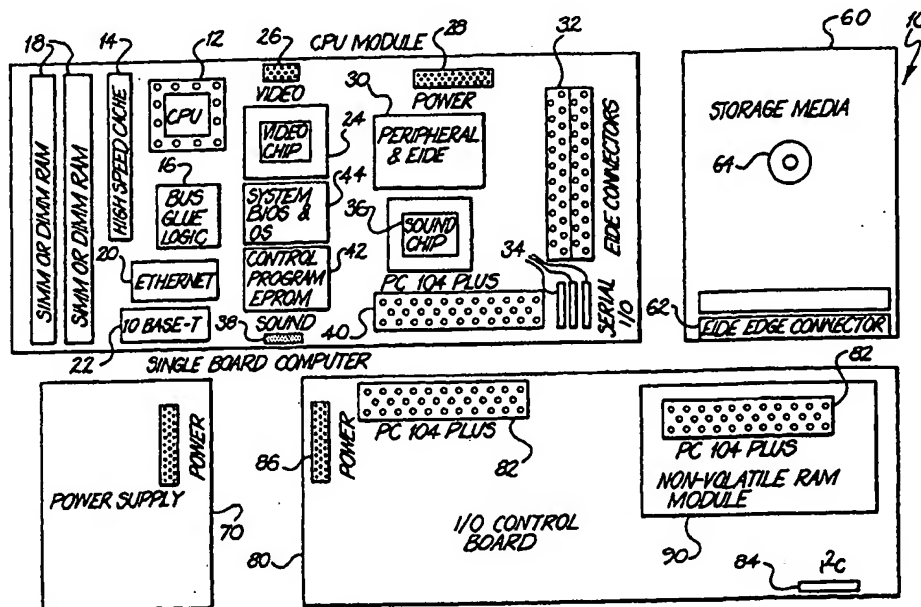 CPU MODULE
18
14
12
26
28
32
60
10
SIMM OR DIMM RAM
SIMM OR DIMM RAM
HIGH SPEED CACHE
CPU
VIDEO
POWER
30
VIDEO
CHIP
24
PERIPHERAL
& EIDE
EIDE CONNECTORS
STORAGE MEDIA
64
16
BUS
GLUE
LOGIC
44
SYSTEM
BIOS &
OS
36
SOUND
CHIP
34
20
ETHERNET
CONTROL
PROGRAM
EPROM
42
PC 104 PLUS
SERIAL
I/O
22
10 BASE-T
38
SOUND
40
62
EIDE EDGE CONNECTOR
SINGLE BOARD COMPUTER
82
POWER
POWER SUPPLY
70
86
POWER
PC 104 PLUS
82
PC 104 PLUS
NON-VOLATILE RAM
MODULE
I/O CONTROL
BOARD
80
90
84
I2C